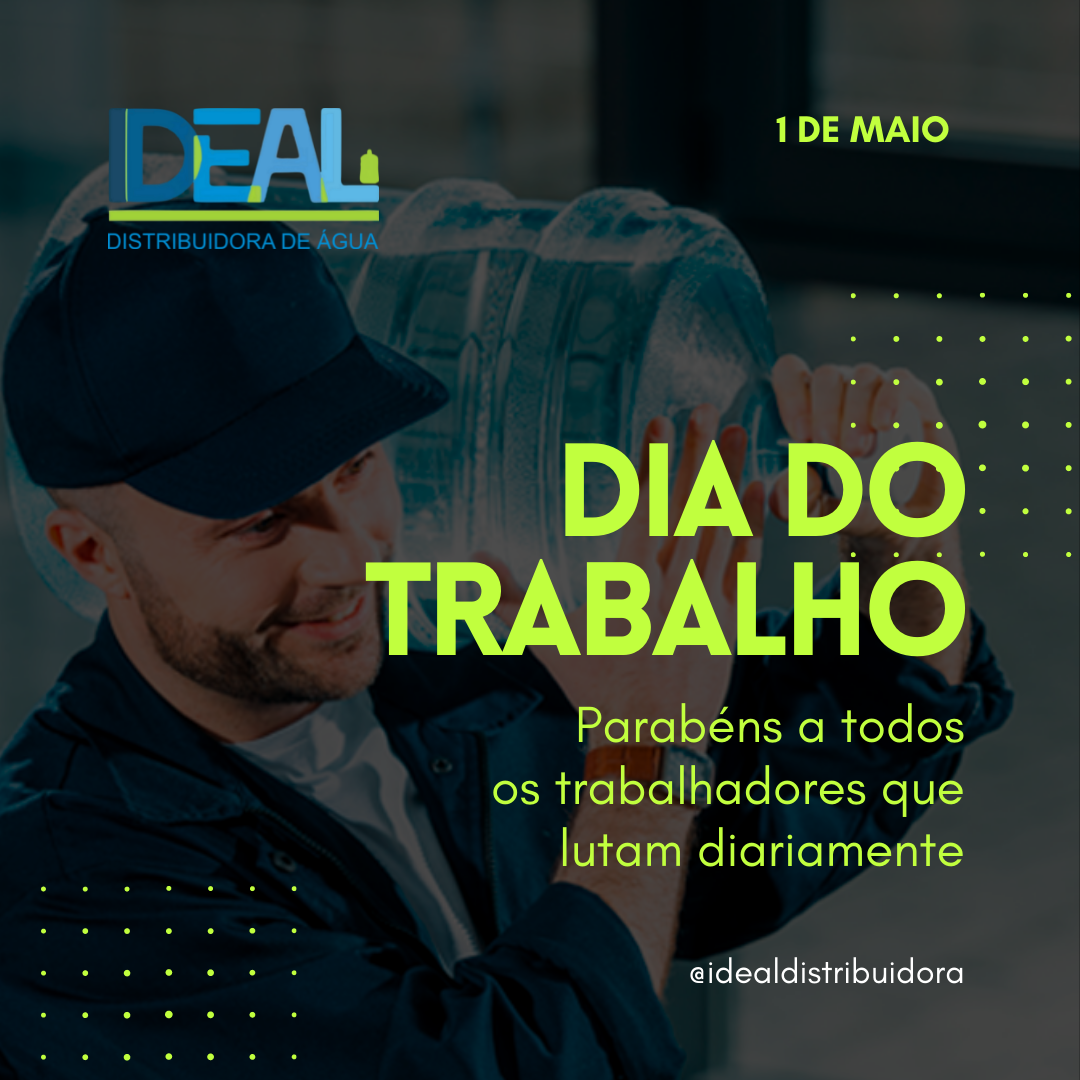 IDEAL
DISTRIBUIDORA DE ÁGUA
1 DE MAIO
DIA DO
TRABALHO
Parabéns a todos
os trabalhadores que
lutam diariamente
@idealdistribuidora